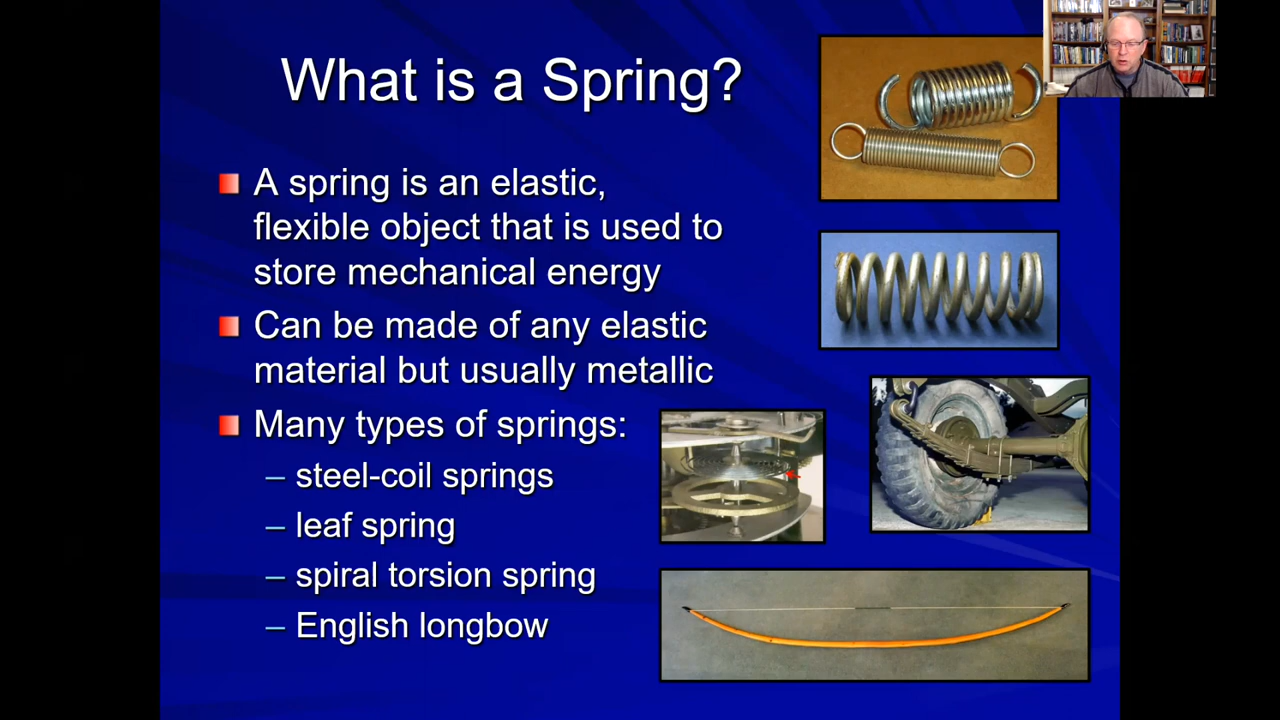 What is a Spring?
A spring is an elastic,
flexible object that is used to
store mechanical energy
Can be made of any elastic
material but usually metallic
Many types of springs:
– steel-coil springs
– leaf spring
– spiral torsion spring
– English longbow